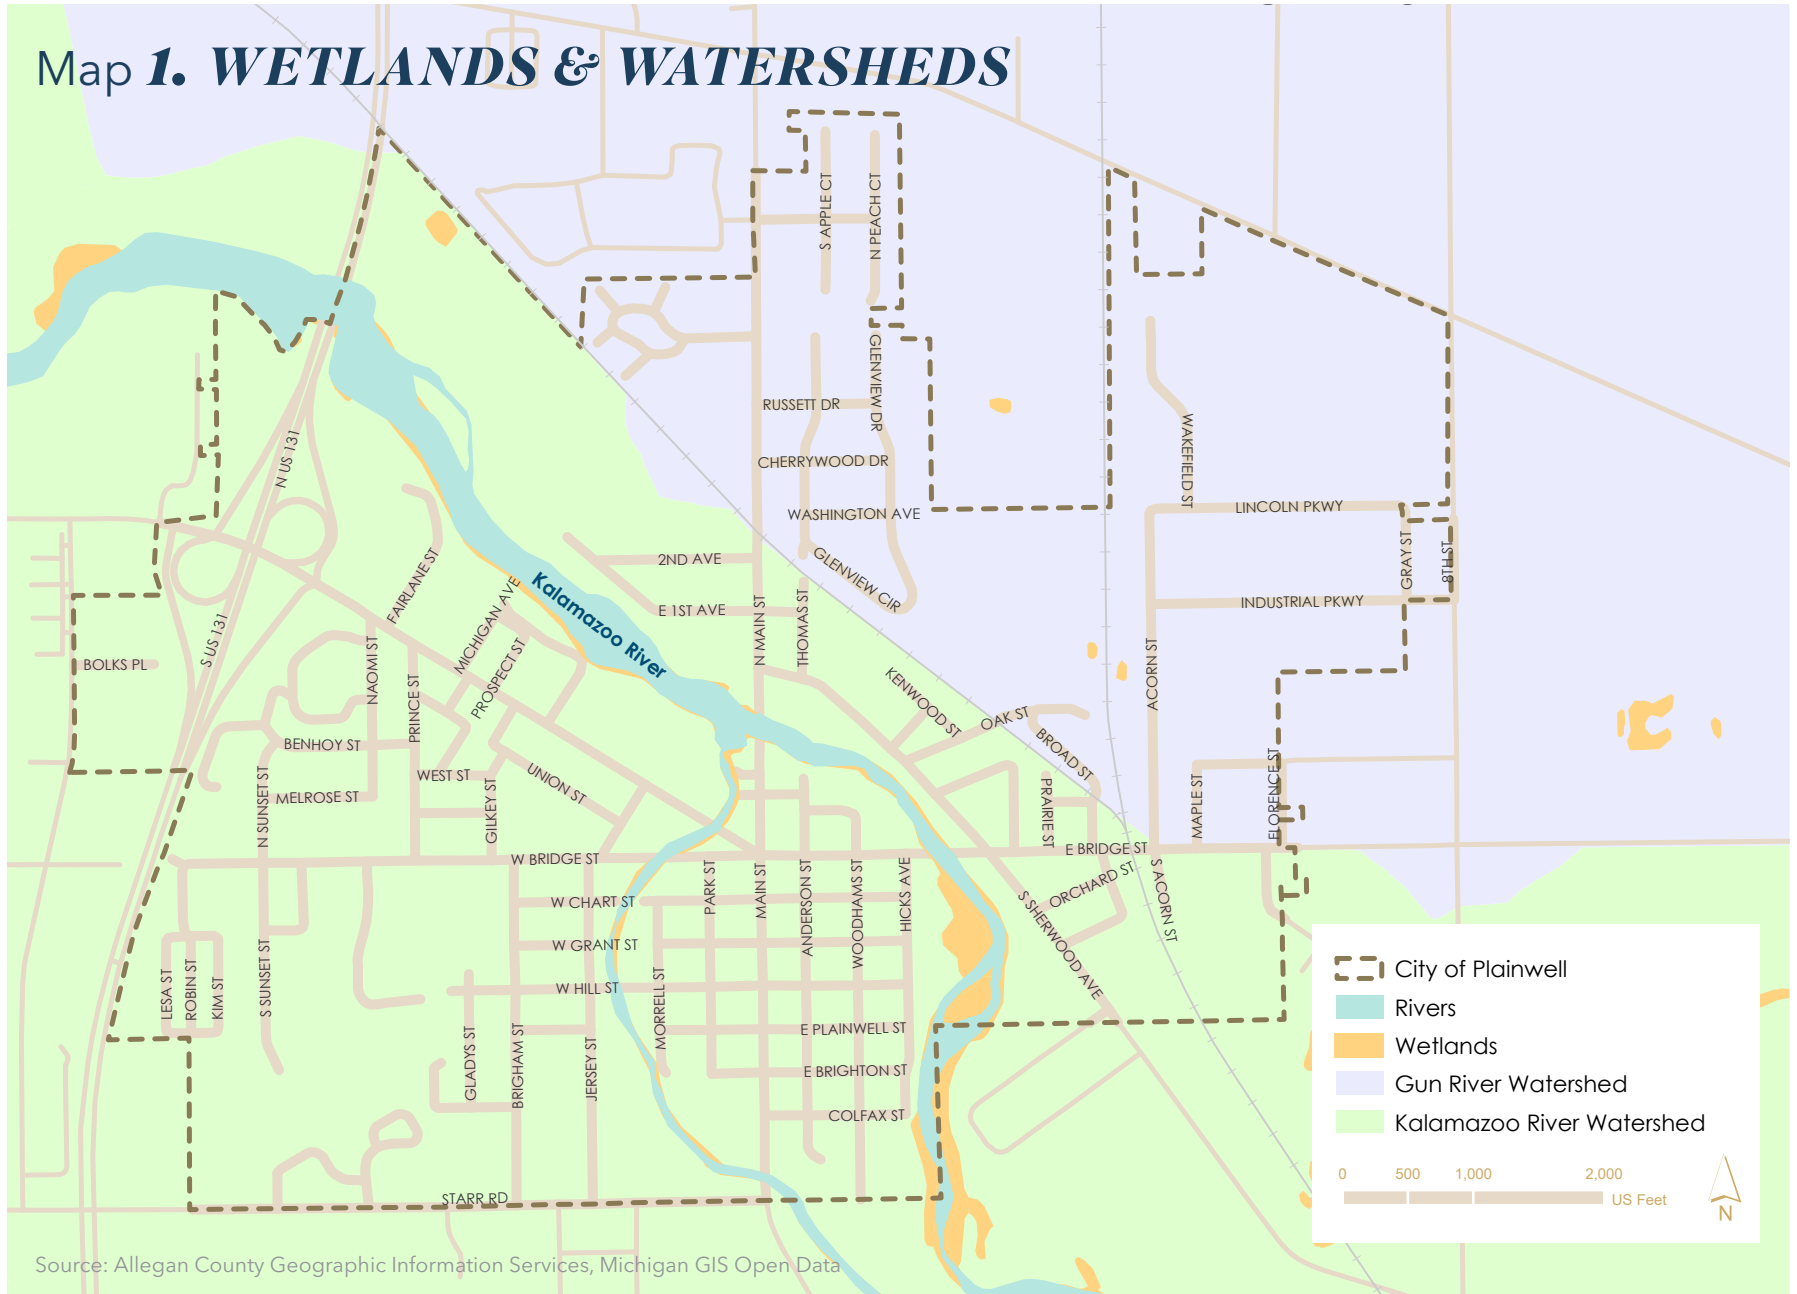 Map 1. WETLANDS & WATERSHEDS
S APPLE CT
N PEACH CT
GLENVIEW DR
RUSSETT DR
CHERRYWOOD DR
WASHINGTON AVE
GLENVIEW CIR
WAKEFIELD ST
LINCOLN PKWY
GRAY ST
8TH ST
INDUSTRIAL PKWY
N US 131
S US 131
FAIRLANE ST
MICHIGAN AVE
PROSPECT ST
Kalamazoo River
2ND AVE
E 1ST AVE
N MAIN ST
THOMAS ST
BOLKS PL
NAOMI ST
PRINCE ST
KENWOOD ST
OAK ST
BROAD ST
ACORN ST
BENHOY ST
WEST ST
UNION ST
N SUNSET ST
MELROSE ST
GILKEY ST
PRAIRIE ST
MAPLE ST
FLORENCE ST
W BRIDGE ST
E BRIDGE ST
ORCHARD ST
S ACORN ST
S SHERWOOD AVE
PARK ST
MAIN ST
ANDERSON ST
WOODHAMS ST
HICKS AVE
W CHART ST
W GRANT ST
W HILL ST
MORRELL ST
LESA ST
ROBIN ST
KIM ST
S SUNSET ST
GLADYS ST
BRIGHAM ST
JERSEY ST
E PLAINWELL ST
E BRIGHTON ST
COLFAX ST
STARR RD
City of Plainwell
Rivers
Wetlands
Gun River Watershed
Kalamazoo River Watershed
0 500 1,000 2,000
US Feet
N
Source: Allegan County Geographic Information Services, Michigan GIS Open Data